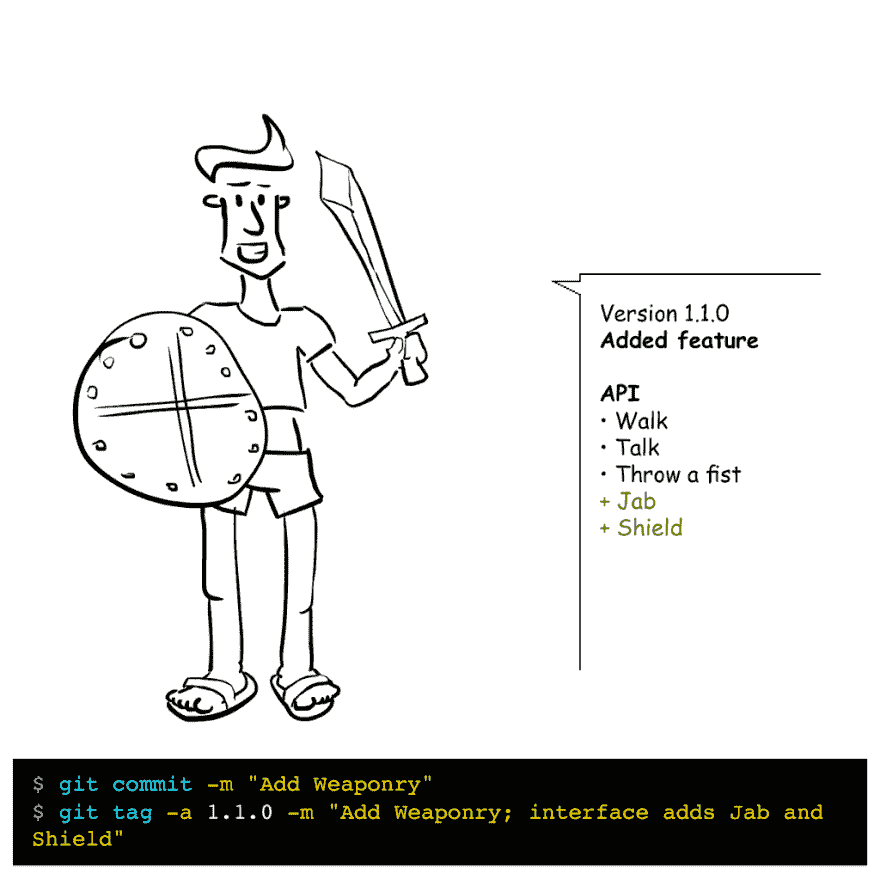 Version 1.1.0
Added feature
API
• Walk
• Talk
• Throw a fist
+ Jab
+ Shield
$ git commit -m "Add Weaponry"
$ git tag -a 1.1.0 -m "Add Weaponry; interface adds Jab and
Shield"